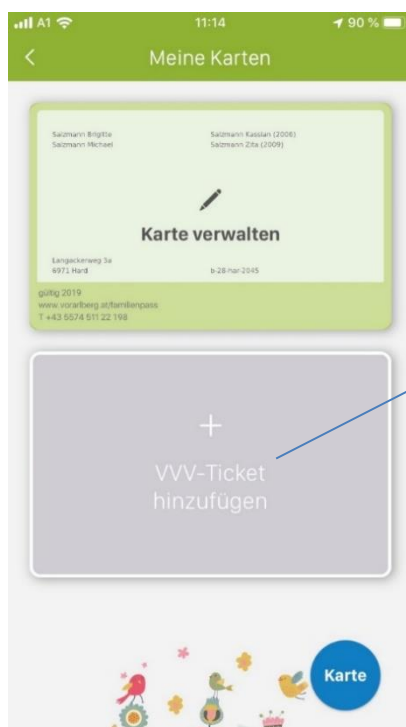 A1 11:14 90 %
Meine Karten
Salzmann Brigitte Salzmann Kassian (2006)
Salzmann Michael Salzmann Zita (2009)
Karte verwalten
Langackerweg 3a
6971 Hard b-28-har-2045
gültig 2019
www.vorarlberg.at/familienpass
T +43 5574 511 22 198
+
VVV-Ticket
hinzufügen
Karte